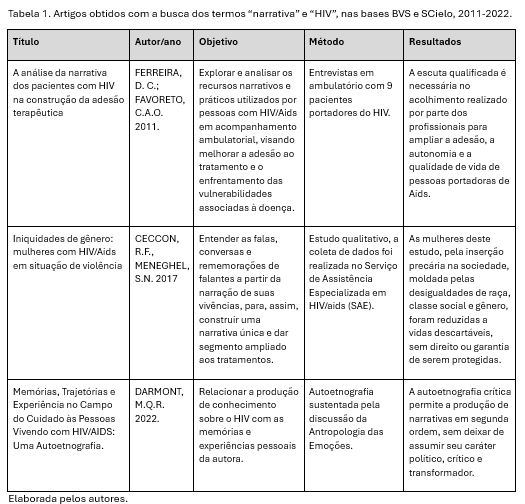 Tabela 1. Artigos obtidos com a busca dos termos "narrativa" e "HIV", nas bases BVS e SCielo, 2011-2022.
Título
Autor/ano
Objetivo
Método
Resultados
A análise da narrativa
dos pacientes com HIV
na construção da adesão
terapêutica
FERREIRA,
D. C.;
FAVORETO,
C.A.O.
2011.
Explorar e analisar os
recursos narrativos e
práticos utilizados por
pessoas com HIV/Aids
em acompanhamento
ambulatorial, visando
melhorar a adesão ao
tratamento e o
enfrentamento das
vulnerabilidades
associadas à doença.
Entrevistas em
ambulatório com 9
pacientes
portadores do HIV.
A escuta qualificada é
necessária no
acolhimento realizado
por parte dos
profissionais para
ampliar a adesão, a
autonomia e a
qualidade de vida de
pessoas portadoras de
Aids.
Iniquidades de gênero:
mulheres com HIV/Aids
em situação de violência
CECCON,
R.F.,
MENEGHEL,
S.N. 2017
Entender as falas,
conversas e
rememorações de
falantes a partir da
narração de suas
vivências, para, assim,
construir uma
narrativa única e dar
segmento ampliado
aos tratamentos.
Estudo qualitativo, a
coleta de dados foi
realizada no Serviço
de Assistência
Especializada em
HIV/aids (SAE).
As mulheres deste
estudo, pela inserção
precária na sociedade,
moldada pelas
desigualdades de raça,
classe social e gênero,
foram reduzidas a
vidas descartáveis,
sem direito ou garantia
de serem protegidas.
Memórias, Trajetórias e
Experiência no Campo
do Cuidado às Pessoas
Vivendo com HIV/AIDS:
Uma Autoetnografia.
DARMONT,
M.Q.R.
2022.
Relacionar a produção
de conhecimento
sobre o HIV com as
memórias e
experiências pessoais
da autora.
Autoetnografia
sustentada pela
discussão da
Antropologia das
Emoções.
A autoetnografia crítica
permite a produção de
narrativas em segunda
ordem, sem deixar de
assumir seu caráter
político, crítico e
transformador.
Elaborada pelos autores.